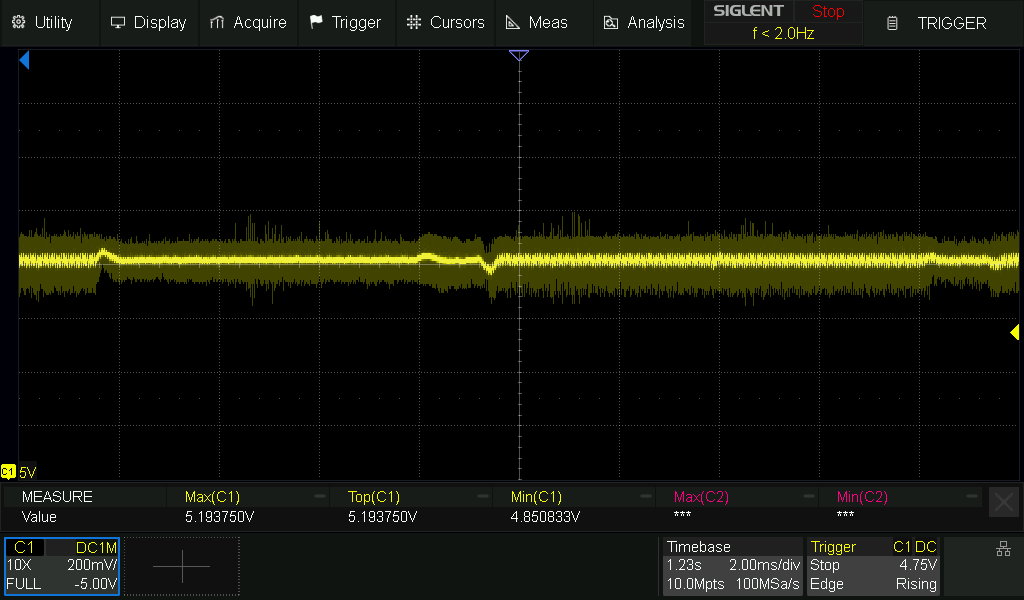 Utility Display Acquire Trigger Cursors Meas Analysis SIGLENT Stop TRIGGER
f < 2.0Hz
C1 5V
MEASURE Max(C1) Top(C1) Min(C1) Max(C2) Min(C2)
Value 5.193750V 5.193750V 4.850833V *** ***
C1 DC1M Timebase Trigger C1 DC
10X 200mV/ 1.23s 2.00ms/div Stop 4.75V
FULL -5.00V 10.0Mpts 100MSa/s Edge Rising